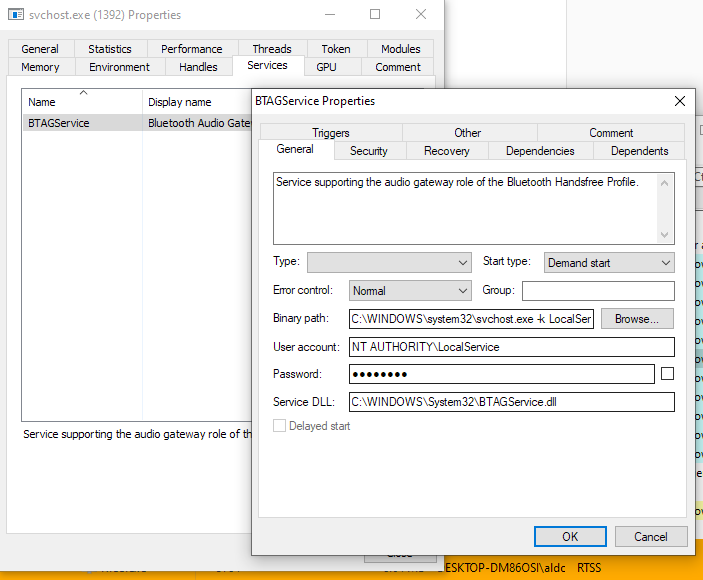 svchost.exe (1392) Properties
General Statistics Performance Threads Token Modules
Memory Environment Handles Services GPU Comment
Name Display name
BTAGService Bluetooth Audio Gate
Service supporting the audio gateway role of th
BTAGService Properties
Triggers Other Comment
General Security Recovery Dependencies Dependents
Service supporting the audio gateway role of the Bluetooth Handsfree Profile.
Type: Start type: Demand start
Error control: Normal Group:
Binary path: C:\WINDOWS\system32\svchost.exe -k LocalSer Browse...
User account: NT AUTHORITY\LocalService
Password: ●●●●●●●●
Service DLL: C:\WINDOWS\System32\BTAGService.dll
Delayed start
OK Cancel
Close
DESKTOP-DM86OSI\aldc RTSS